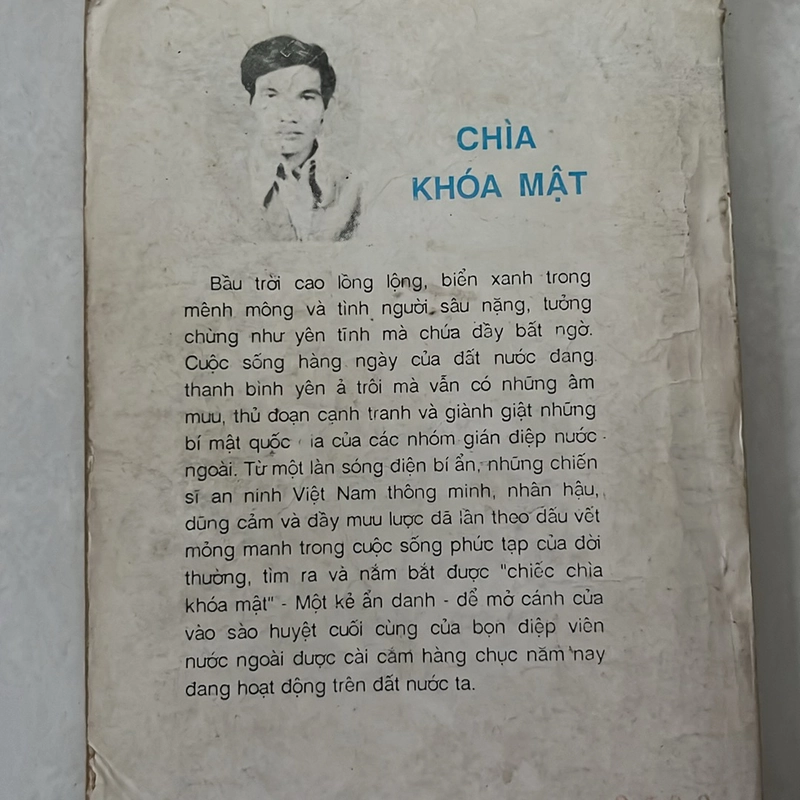 CHÌA
KHÓA MẬT
Bầu trời cao lồng lộng, biển xanh trong
mênh mông và tình người sâu nặng, tưởng
chừng như yên tĩnh mà chứa đầy bất ngờ.
Cuộc sống hàng ngày của đất nước đang
thanh bình yên ả trôi mà vẫn có những âm
mưu, thủ đoạn cạnh tranh và giành giật những
bí mật quốc của các nhóm gián điệp nước
ngoài. Từ một làn sóng điện bí ẩn, những chiến
sĩ an ninh Việt Nam thông minh, nhân hậu,
dũng cảm và đầy mưu lược đã lần theo dấu vết
mỏng manh trong cuộc sống phức tạp của đời
thường, tìm ra và nắm bắt được "chiếc chìa
khóa mật" - Một kẻ ẩn danh - để mở cánh cửa
vào sào huyệt cuối cùng của bọn điệp viên
nước ngoài được cài cắm hàng chục năm nay
đang hoạt động trên đất nước ta.